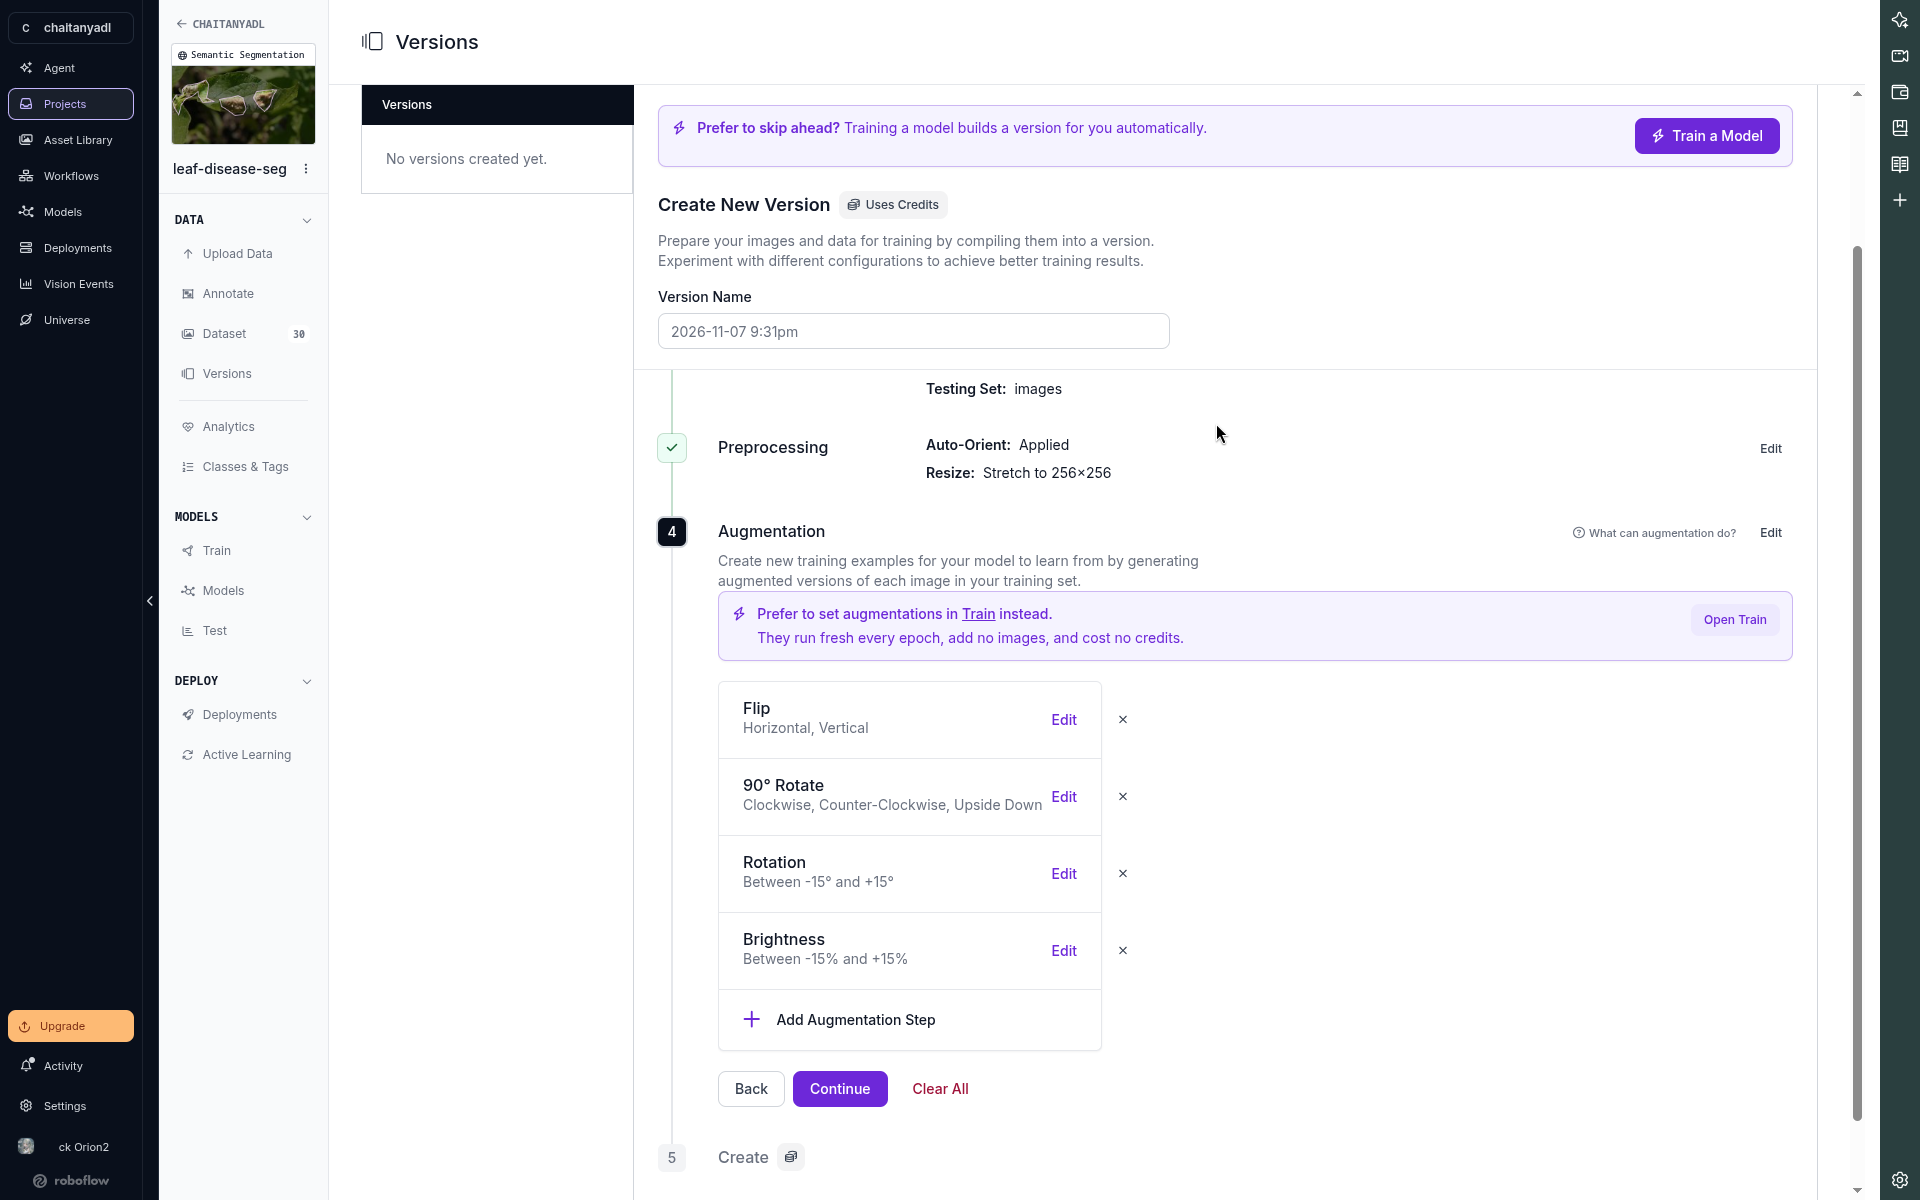 C chaitanyadl
Agent
Projects
Asset Library
Workflows
Models
Deployments
Vision Events
Universe
Upgrade
Activity
Settings
ck Orion2
roboflow
CHAITANYADL
Semantic Segmentation
leaf-disease-seg
DATA
Upload Data
Annotate
Dataset 30
Versions
Analytics
Classes & Tags
MODELS
Train
Models
Test
DEPLOY
Deployments
Active Learning
Versions
Versions
No versions created yet.
Prefer to skip ahead? Training a model builds a version for you automatically.
Train a Model
Create New Version Uses Credits
Prepare your images and data for training by compiling them into a version.
Experiment with different configurations to achieve better training results.
Version Name
2026-11-07 9:31pm
Testing Set: images
Preprocessing
Auto-Orient: Applied
Edit
Resize: Stretch to 256×256
4 Augmentation
What can augmentation do? Edit
Create new training examples for your model to learn from by generating
augmented versions of each image in your training set.
Prefer to set augmentations in Train instead.
They run fresh every epoch, add no images, and cost no credits.
Open Train
Flip
Horizontal, Vertical
Edit ×
90° Rotate
Clockwise, Counter-Clockwise, Upside Down
Edit ×
Rotation
Between -15° and +15°
Edit ×
Brightness
Between -15% and +15%
Edit ×
Add Augmentation Step
Back Continue Clear All
5 Create